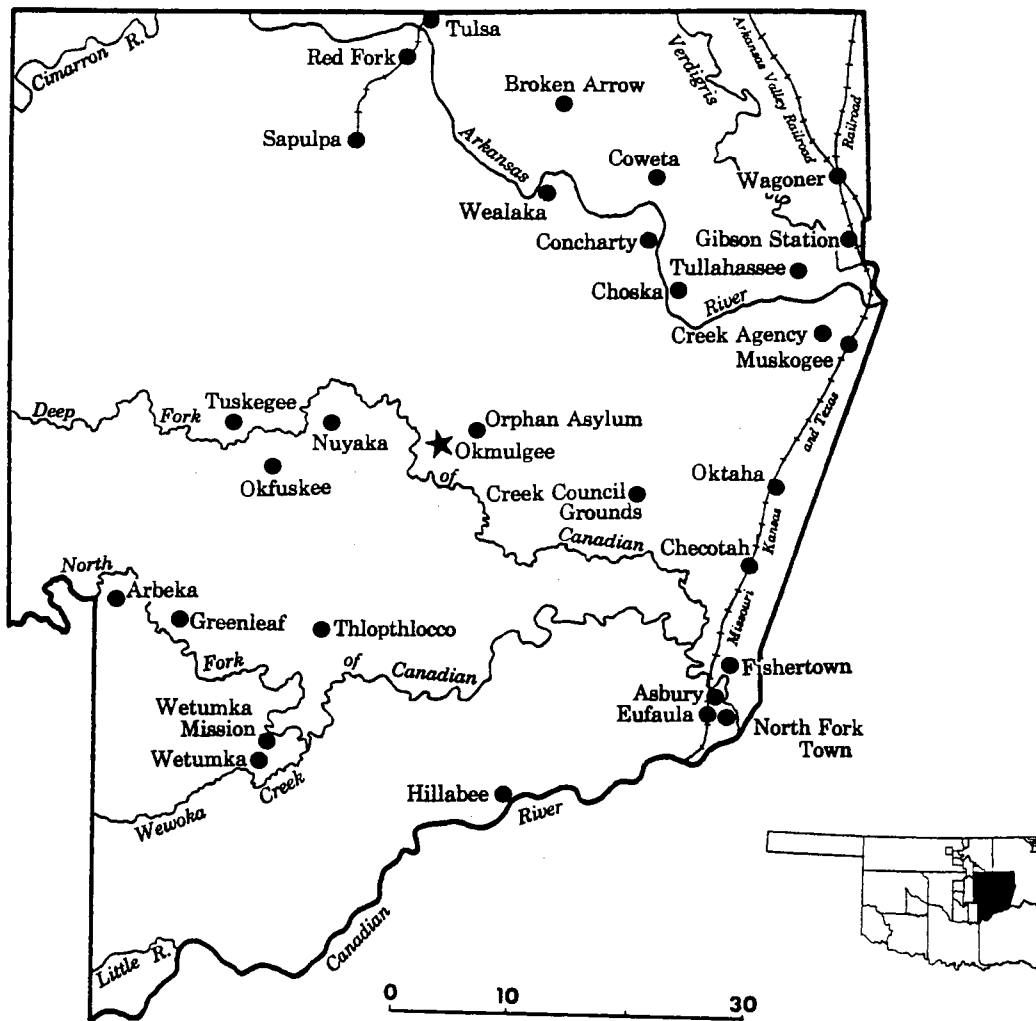 Tulsa
Cimarron R.
Red Fork
Verdigris
Arkansas Valley Railroad
Railroad
Broken Arrow
Sapulpa
Arkansas
Coweta
Wagoner
Wealaka
Concharty
Gibson Station
Tullahassee
Choska
River
Creek Agency
Muskogee
and Texas
Deep
Fork
Tuskegee
Nuyaka
Orphan Asylum
Okmulgee
of
Okfuskee
Oktaha
Creek Council
Grounds
Kansas
Canadian
Checotah
North
Arbeka
Greenleaf
Thlopthlocco
Missouri
Fork
of
Canadian
Fishertown
Wetumka
Mission
Asbury
Eufaula
North Fork
Town
Wetumka
Creek
Wewoka
Hillabee
River
Canadian
Little R.
0
10
30